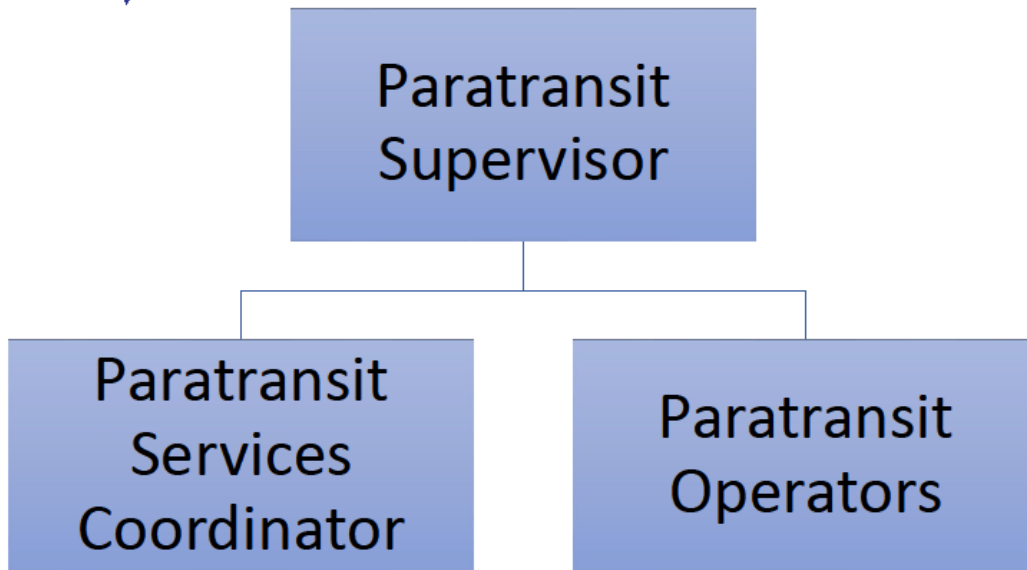 Paratransit
Supervisor
Paratransit
Services
Coordinator
Paratransit
Operators